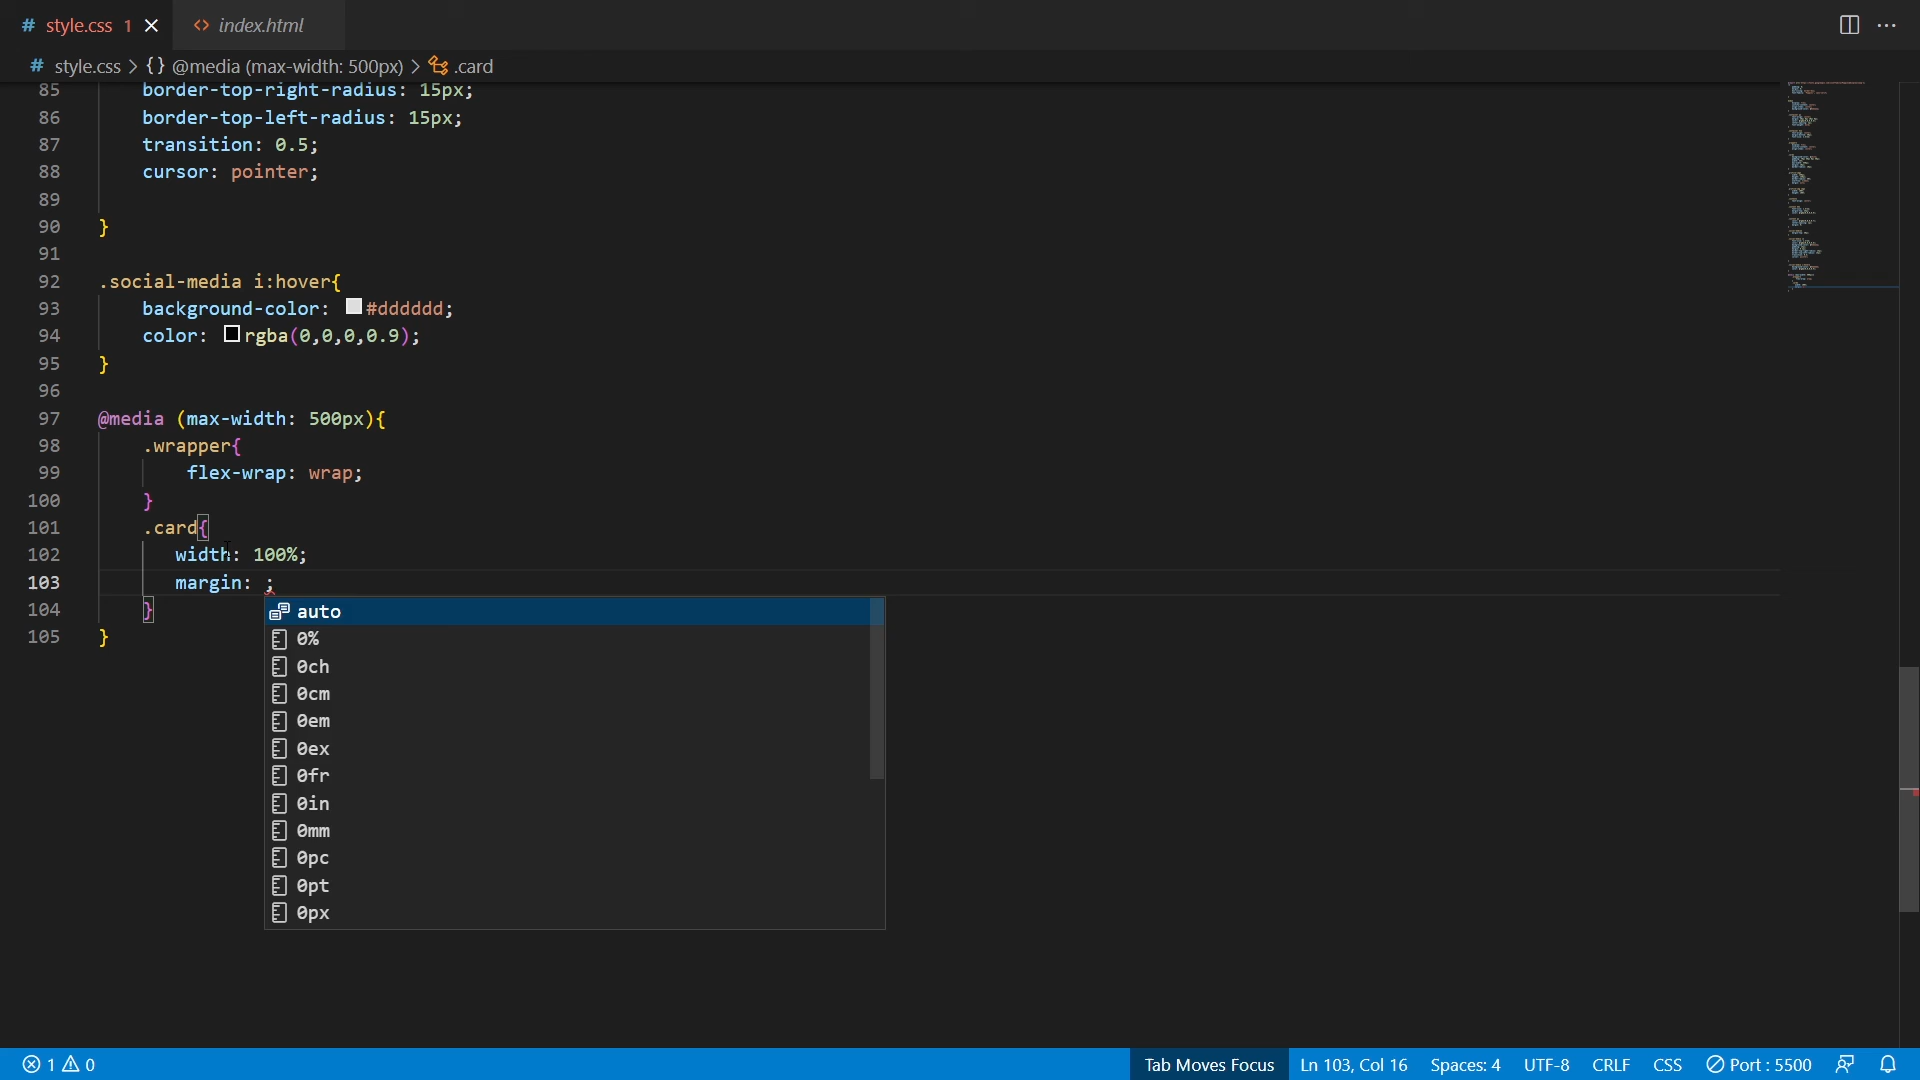 # style.css 1 × <> index.html ···
# style.css > {} @media (max-width: 500px) > .card
85 border-top-right-radius: 15px;
86 border-top-left-radius: 15px;
87 transition: 0.5;
88 cursor: pointer;
89
90 }
91
92 .social-media i:hover{
93 background-color: #dddddd;
94 color: rgba(0,0,0,0.9);
95 }
96
97 @media (max-width: 500px){
98 .wrapper{
99 flex-wrap: wrap;
100 }
101 .card{
102 width: 100%;
103 margin: ;
104 }
105 }
auto
0%
0ch
0cm
0em
0ex
0fr
0in
0mm
0pc
0pt
0px
1 0 Tab Moves Focus Ln 103, Col 16 Spaces: 4 UTF-8 CRLF CSS Port : 5500